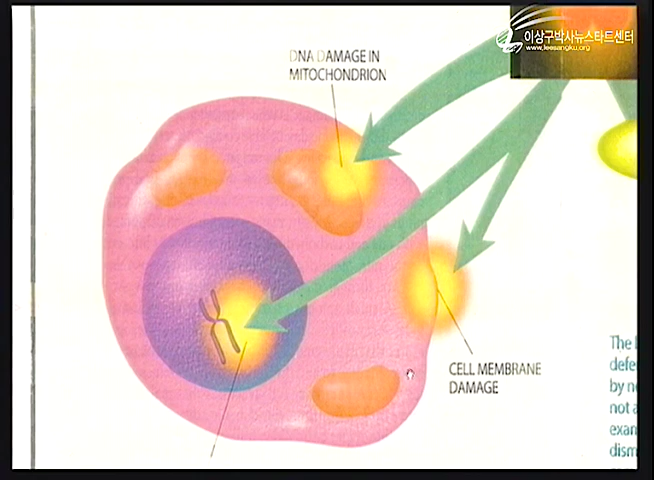 이상구박사뉴스타트센터
www.leesangku.org
DNA DAMAGE IN
MITOCHONDRION
CELL MEMBRANE
DAMAGE
The
defe
by n
not a
exam
dism